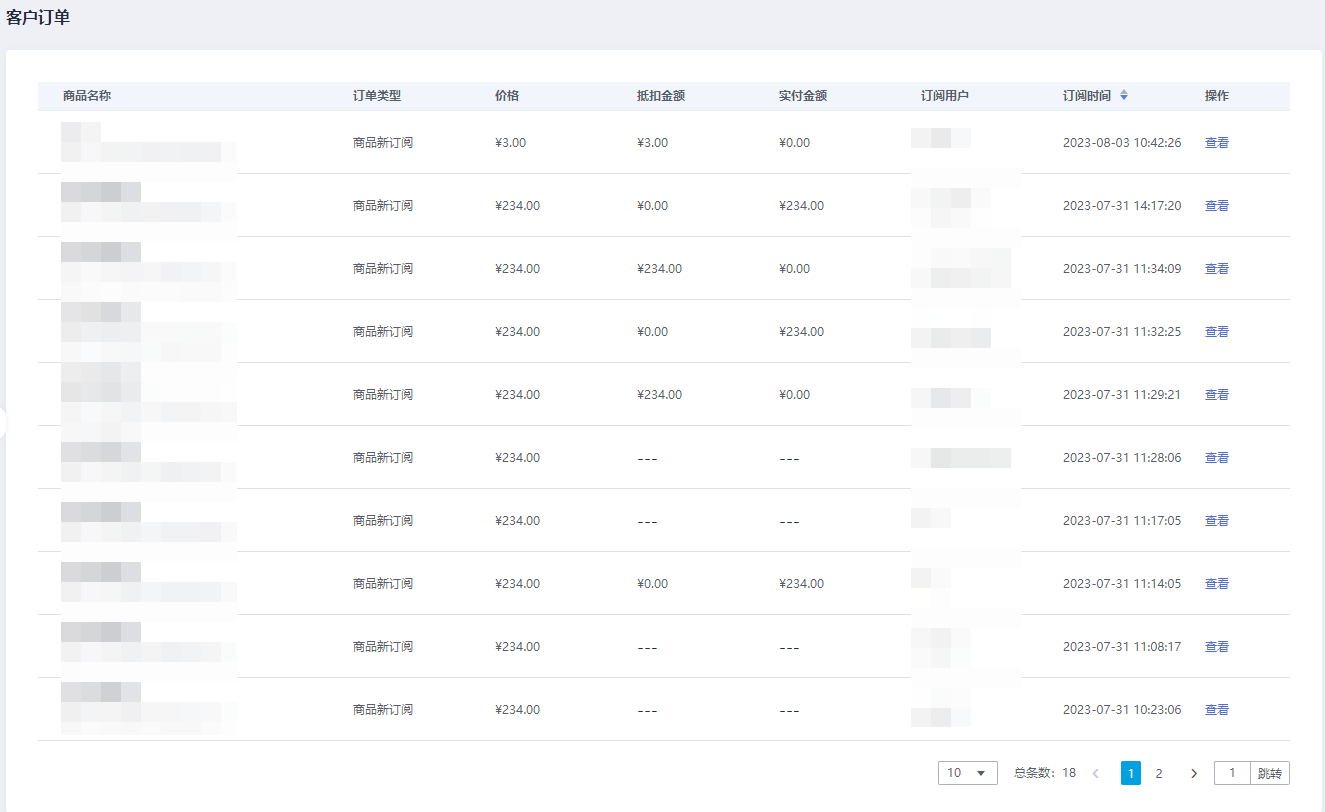 客户订单
商品名称 订单类型 价格 抵扣金额 实付金额 订阅用户 订阅时间 操作
商品新订阅 ¥3.00 ¥3.00 ¥0.00 2023-08-03 10:42:26 查看
商品新订阅 ¥234.00 ¥0.00 ¥234.00 2023-07-31 14:17:20 查看
商品新订阅 ¥234.00 ¥234.00 ¥0.00 2023-07-31 11:34:09 查看
商品新订阅 ¥234.00 ¥0.00 ¥234.00 2023-07-31 11:32:25 查看
商品新订阅 ¥234.00 ¥234.00 ¥0.00 2023-07-31 11:29:21 查看
商品新订阅 ¥234.00 --- --- 2023-07-31 11:28:06 查看
商品新订阅 ¥234.00 --- --- 2023-07-31 11:17:05 查看
商品新订阅 ¥234.00 ¥0.00 ¥234.00 2023-07-31 11:14:05 查看
商品新订阅 ¥234.00 --- --- 2023-07-31 11:08:17 查看
商品新订阅 ¥234.00 --- --- 2023-07-31 10:23:06 查看
10 总条数: 18 < 1 2 > 1 跳转